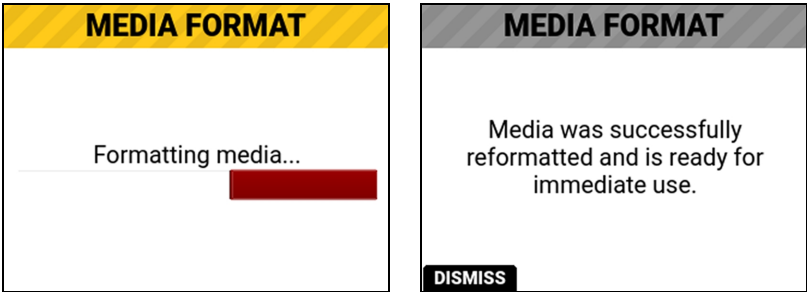 MEDIA FORMAT
Formatting media...
MEDIA FORMAT
Media was successfully
reformatted and is ready for
immediate use.
DISMISS